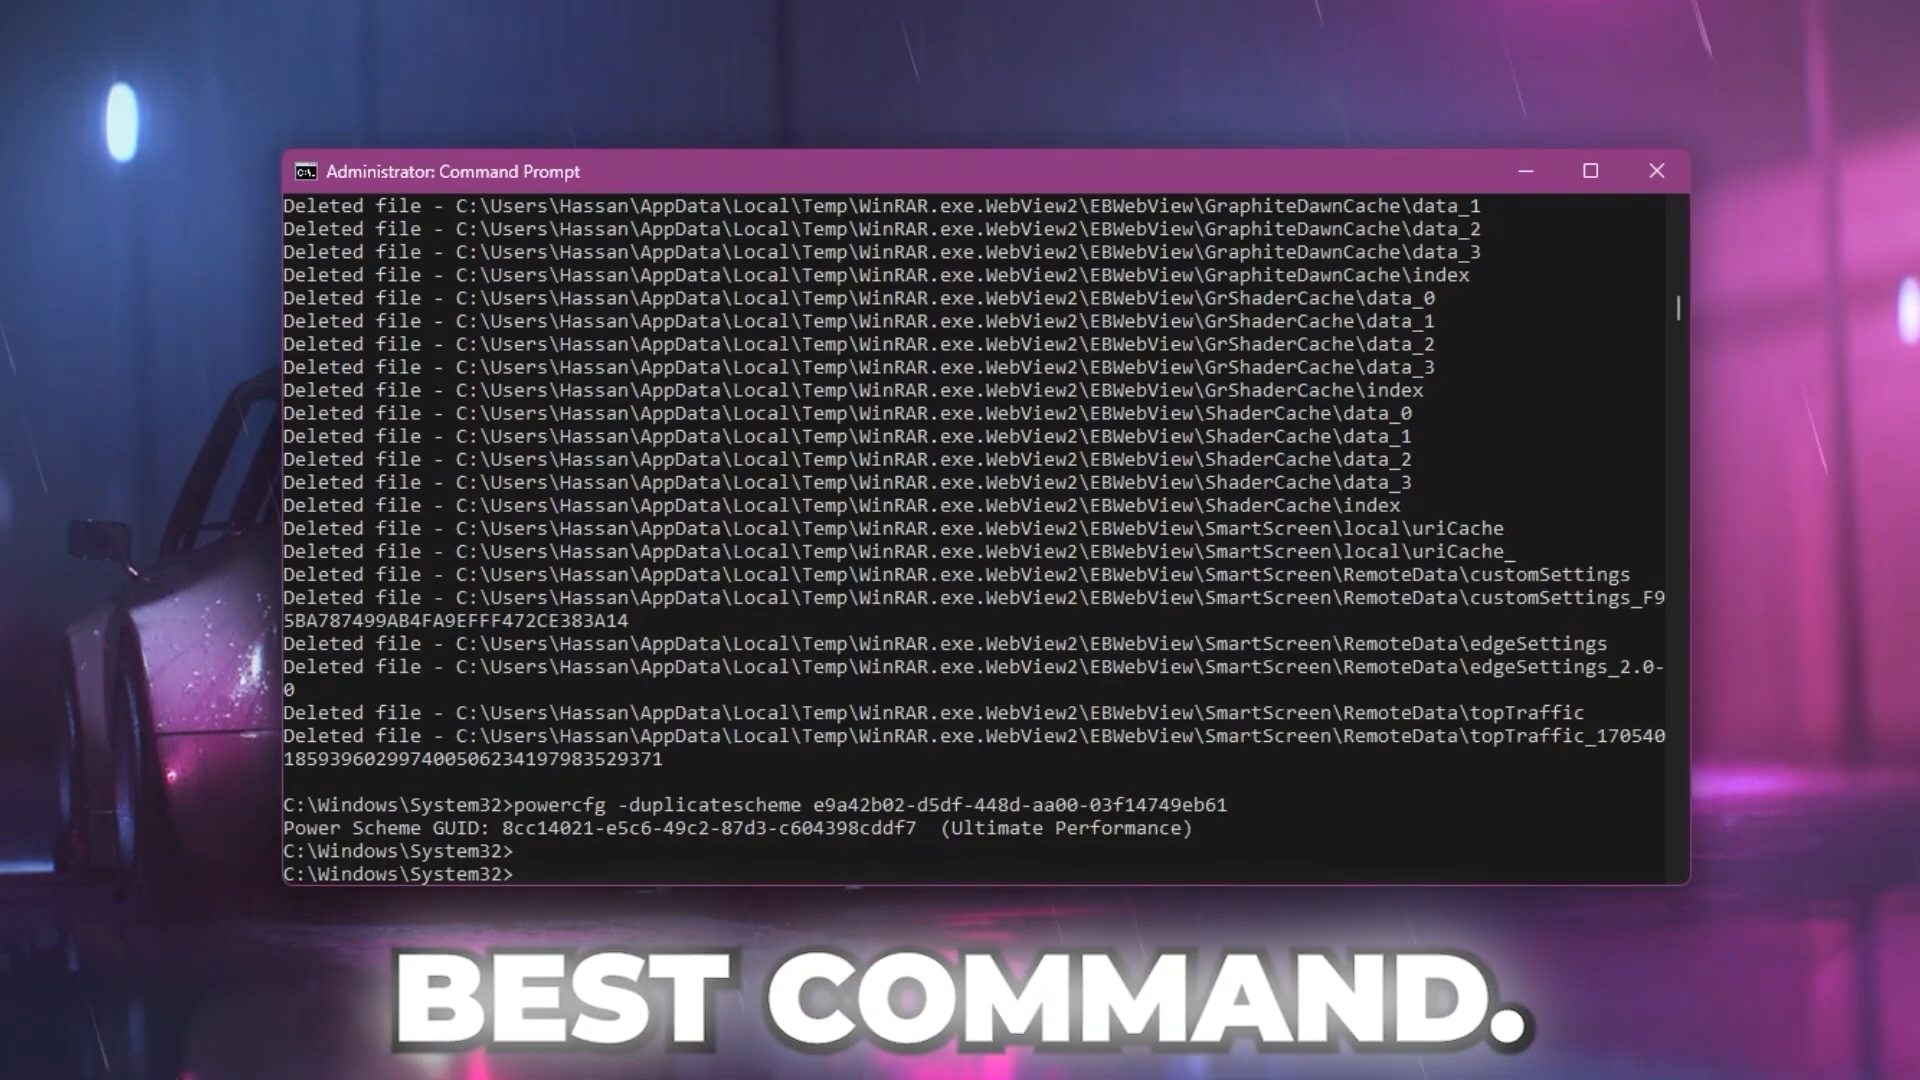 Administrator: Command Prompt
Deleted file - C:\Users\Hassan\AppData\Local\Temp\WinRAR.exe.WebView2\EBWebView\GraphiteDawnCache\data_1
Deleted file - C:\Users\Hassan\AppData\Local\Temp\WinRAR.exe.WebView2\EBWebView\GraphiteDawnCache\data_2
Deleted file - C:\Users\Hassan\AppData\Local\Temp\WinRAR.exe.WebView2\EBWebView\GraphiteDawnCache\data_3
Deleted file - C:\Users\Hassan\AppData\Local\Temp\WinRAR.exe.WebView2\EBWebView\GraphiteDawnCache\index
Deleted file - C:\Users\Hassan\AppData\Local\Temp\WinRAR.exe.WebView2\EBWebView\GrShaderCache\data_0
Deleted file - C:\Users\Hassan\AppData\Local\Temp\WinRAR.exe.WebView2\EBWebView\GrShaderCache\data_1
Deleted file - C:\Users\Hassan\AppData\Local\Temp\WinRAR.exe.WebView2\EBWebView\GrShaderCache\data_2
Deleted file - C:\Users\Hassan\AppData\Local\Temp\WinRAR.exe.WebView2\EBWebView\GrShaderCache\data_3
Deleted file - C:\Users\Hassan\AppData\Local\Temp\WinRAR.exe.WebView2\EBWebView\GrShaderCache\index
Deleted file - C:\Users\Hassan\AppData\Local\Temp\WinRAR.exe.WebView2\EBWebView\ShaderCache\data_0
Deleted file - C:\Users\Hassan\AppData\Local\Temp\WinRAR.exe.WebView2\EBWebView\ShaderCache\data_1
Deleted file - C:\Users\Hassan\AppData\Local\Temp\WinRAR.exe.WebView2\EBWebView\ShaderCache\data_2
Deleted file - C:\Users\Hassan\AppData\Local\Temp\WinRAR.exe.WebView2\EBWebView\ShaderCache\data_3
Deleted file - C:\Users\Hassan\AppData\Local\Temp\WinRAR.exe.WebView2\EBWebView\ShaderCache\index
Deleted file - C:\Users\Hassan\AppData\Local\Temp\WinRAR.exe.WebView2\EBWebView\SmartScreen\local\uriCache
Deleted file - C:\Users\Hassan\AppData\Local\Temp\WinRAR.exe.WebView2\EBWebView\SmartScreen\local\uriCache_
Deleted file - C:\Users\Hassan\AppData\Local\Temp\WinRAR.exe.WebView2\EBWebView\SmartScreen\RemoteData\customSettings
Deleted file - C:\Users\Hassan\AppData\Local\Temp\WinRAR.exe.WebView2\EBWebView\SmartScreen\RemoteData\customSettings_F9
5BA787499AB4FA9EFFF472CE383A14
Deleted file - C:\Users\Hassan\AppData\Local\Temp\WinRAR.exe.WebView2\EBWebView\SmartScreen\RemoteData\edgeSettings
Deleted file - C:\Users\Hassan\AppData\Local\Temp\WinRAR.exe.WebView2\EBWebView\SmartScreen\RemoteData\edgeSettings_2.0-
0
Deleted file - C:\Users\Hassan\AppData\Local\Temp\WinRAR.exe.WebView2\EBWebView\SmartScreen\RemoteData\topTraffic
Deleted file - C:\Users\Hassan\AppData\Local\Temp\WinRAR.exe.WebView2\EBWebView\SmartScreen\RemoteData\topTraffic_170540
185939602997400506234197983529371
C:\Windows\System32>powercfg -duplicatescheme e9a42b02-d5df-448d-aa00-03f14749eb61
Power Scheme GUID: 8cc14021-e5c6-49c2-87d3-c604398cddf7  (Ultimate Performance)
C:\Windows\System32>
C:\Windows\System32>
BEST COMMAND.